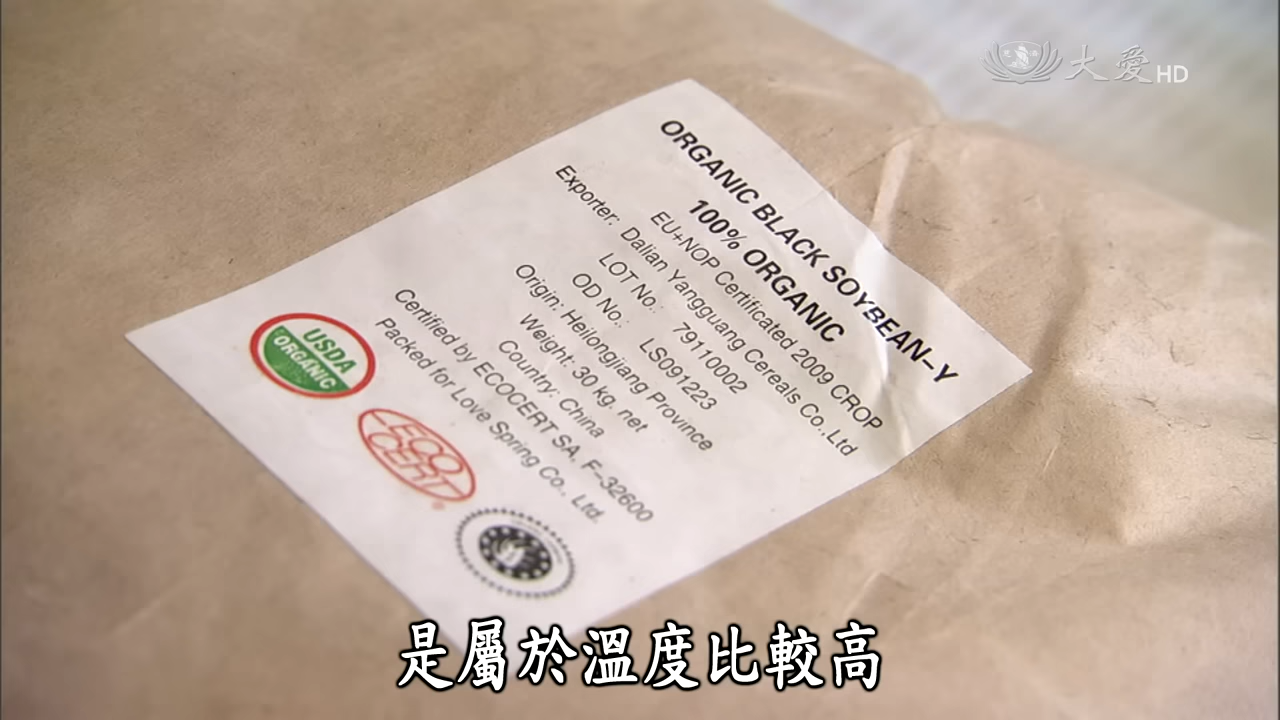 大愛HD
ORGANIC BLACK SOYBEAN-Y
100% ORGANIC
EU+NOP Certificated 2009 CROP
Exporter: Dalian Yangguang Cereals Co.,Ltd
LOT No.: 79110002
OD No.: LS091223
Origin: Heilongjiang Province
Weight: 30 kg. net
Country: China
Certified by ECOCERT SA. F-32600
Packed for Love Spring Co., Ltd.
USDA
ORGANIC
ECO
CERT
是屬於溫度比較高